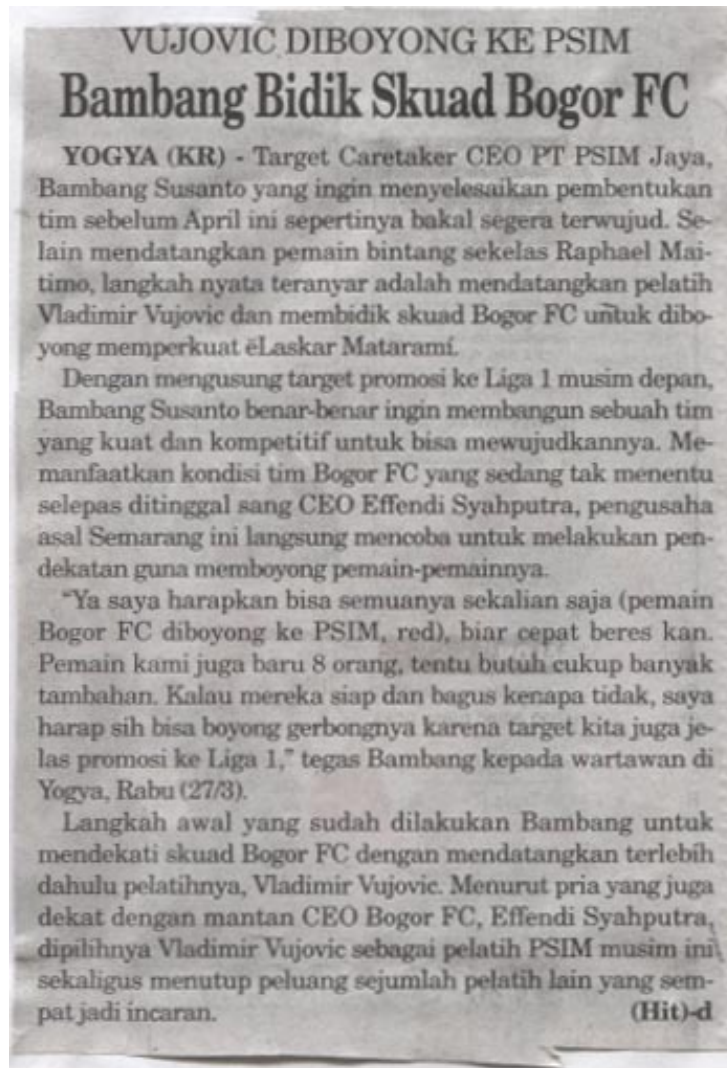 VUJOVIC DIBOYONG KE PSIM
Bambang Bidik Skuad Bogor FC
YOGYA (KR) - Target Caretaker CEO PT PSIM Jaya,
Bambang Susanto yang ingin menyelesaikan pembentukan
tim sebelum April ini sepertinya bakal segera terwujud. Se-
lain mendatangkan pemain bintang sekelas Raphael Mai-
timo, langkah nyata teranyar adalah mendatangkan pelatih
Vladimir Vujovic dan membidik skuad Bogor FC untuk dibo-
yong memperkuat ëLaskar Mataramí.
Dengan mengusung target promosi ke Liga 1 musim depan,
Bambang Susanto benar-benar ingin membangun sebuah tim
yang kuat dan kompetitif untuk bisa mewujudkannya. Me-
manfaatkan kondisi tim Bogor FC yang sedang tak menentu
selepas ditinggal sang CEO Effendi Syahputra, pengusaha
asal Semarang ini langsung mencoba untuk melakukan pen-
dekatan guna memboyong pemain-pemainnya.
"Ya saya harapkan bisa semuanya sekalian saja (pemain
Bogor FC diboyong ke PSIM, red), biar cepat beres kan.
Pemain kami juga baru 8 orang, tentu butuh cukup banyak
tambahan. Kalau mereka siap dan bagus kenapa tidak, saya
harap sih bisa boyong gerbongnya karena target kita juga je-
las promosi ke Liga 1," tegas Bambang kepada wartawan di
Yogya, Rabu (27/3).
Langkah awal yang sudah dilakukan Bambang untuk
mendekati skuad Bogor FC dengan mendatangkan terlebih
dahulu pelatihnya, Vladimir Vujovic. Menurut pria yang juga
dekat dengan mantan CEO Bogor FC, Effendi Syahputra,
dipilihnya Vladimir Vujovic sebagai pelatih PSIM musim ini
sekaligus menutup peluang sejumlah pelatih lain yang sem-
pat jadi incaran. (Hit)-d